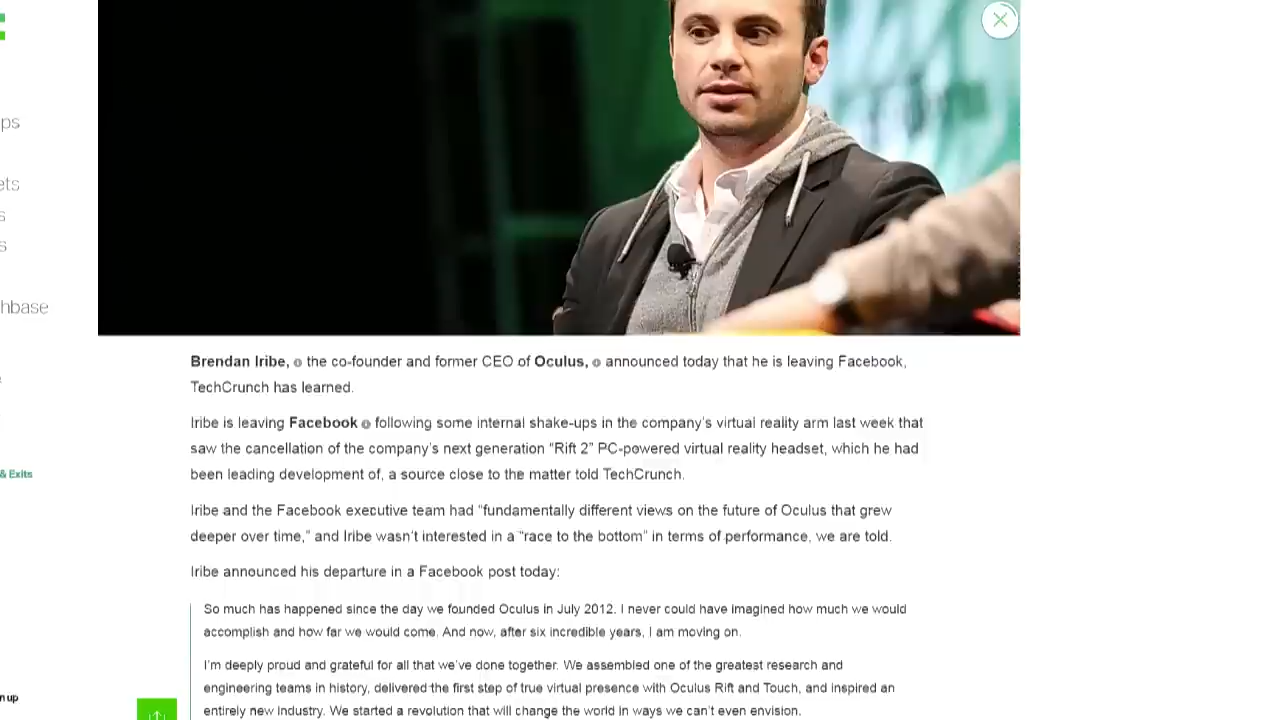 ps
ets
s
s
hbase
Brendan Iribe, the co-founder and former CEO of Oculus, announced today that he is leaving Facebook,
TechCrunch has learned.
Iribe is leaving Facebook following some internal shake-ups in the company's virtual reality arm last week that
saw the cancellation of the company's next generation "Rift 2" PC-powered virtual reality headset, which he had
been leading development of, a source close to the matter told TechCrunch.
& Exits
Iribe and the Facebook executive team had "fundamentally different views on the future of Oculus that grew
deeper over time," and Iribe wasn't interested in a "race to the bottom" in terms of performance, we are told.
Iribe announced his departure in a Facebook post today:
So much has happened since the day we founded Oculus in July 2012. I never could have imagined how much we would
accomplish and how far we would come. And now, after six incredible years, I am moving on.
I'm deeply proud and grateful for all that we've done together. We assembled one of the greatest research and
engineering teams in history, delivered the first step of true virtual presence with Oculus Rift and Touch, and inspired an
entirely new industry. We started a revolution that will change the world in ways we can't even envision.
n up